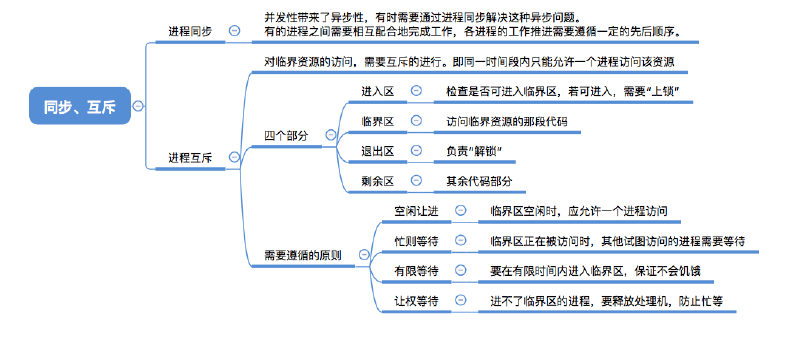 同步、互斥
进程同步
并发性带来了异步性，有时需要通过进程同步解决这种异步问题。
有的进程之间需要相互配合地完成工作，各进程的工作推进需要遵循一定的先后顺序。
进程互斥
对临界资源的访问，需要互斥的进行。即同一时间段内只能允许一个进程访问该资源
四个部分
进入区
检查是否可进入临界区，若可进入，需要“上锁”
临界区
访问临界资源的那段代码
退出区
负责“解锁”
剩余区
其余代码部分
需要遵循的原则
空闲让进
临界区空闲时，应允许一个进程访问
忙则等待
临界区正在被访问时，其他试图访问的进程需要等待
有限等待
要在有限时间内进入临界区，保证不会饥饿
让权等待
进不了临界区的进程，要释放处理机，防止忙等